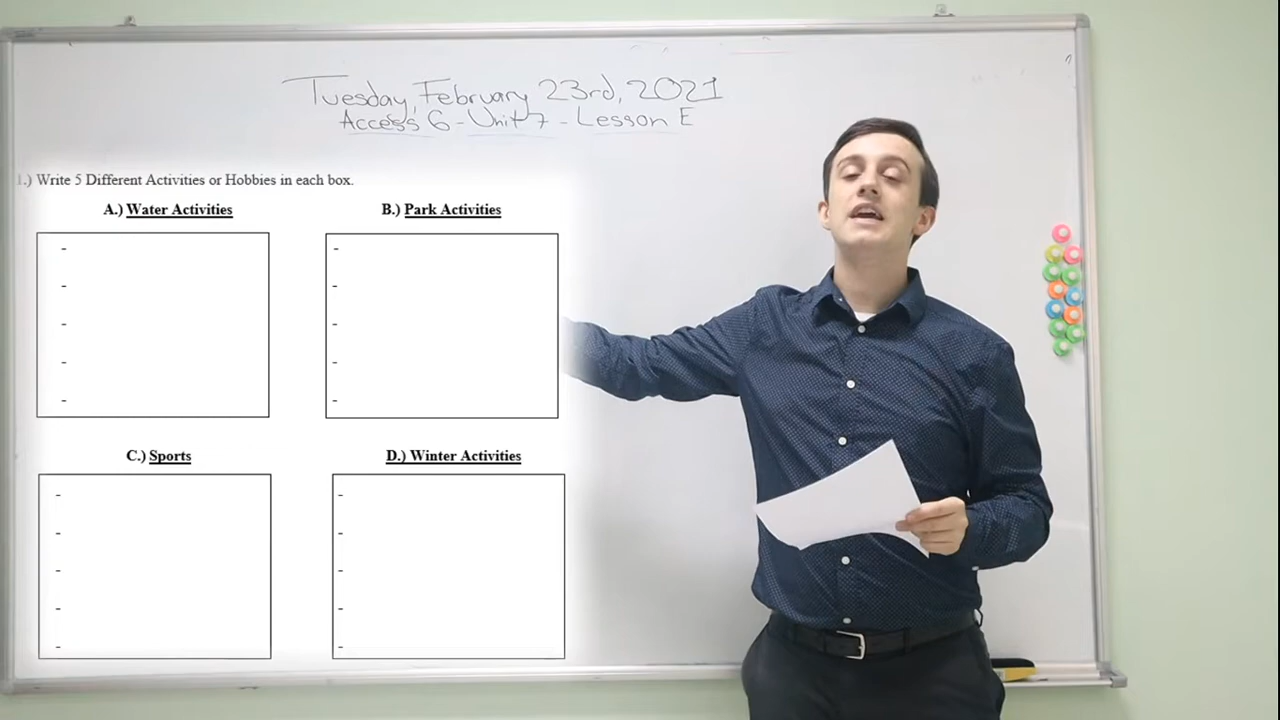 Tuesday, February 23rd, 2021
Access 6 - Unit 7 - Lesson E
1.) Write 5 Different Activities or Hobbies in each box.
A.) Water Activities
B.) Park Activities
-
-
-
-
-
-
-
-
-
-
C.) Sports
D.) Winter Activities
-
-
-
-
-
-
-
-
-
-